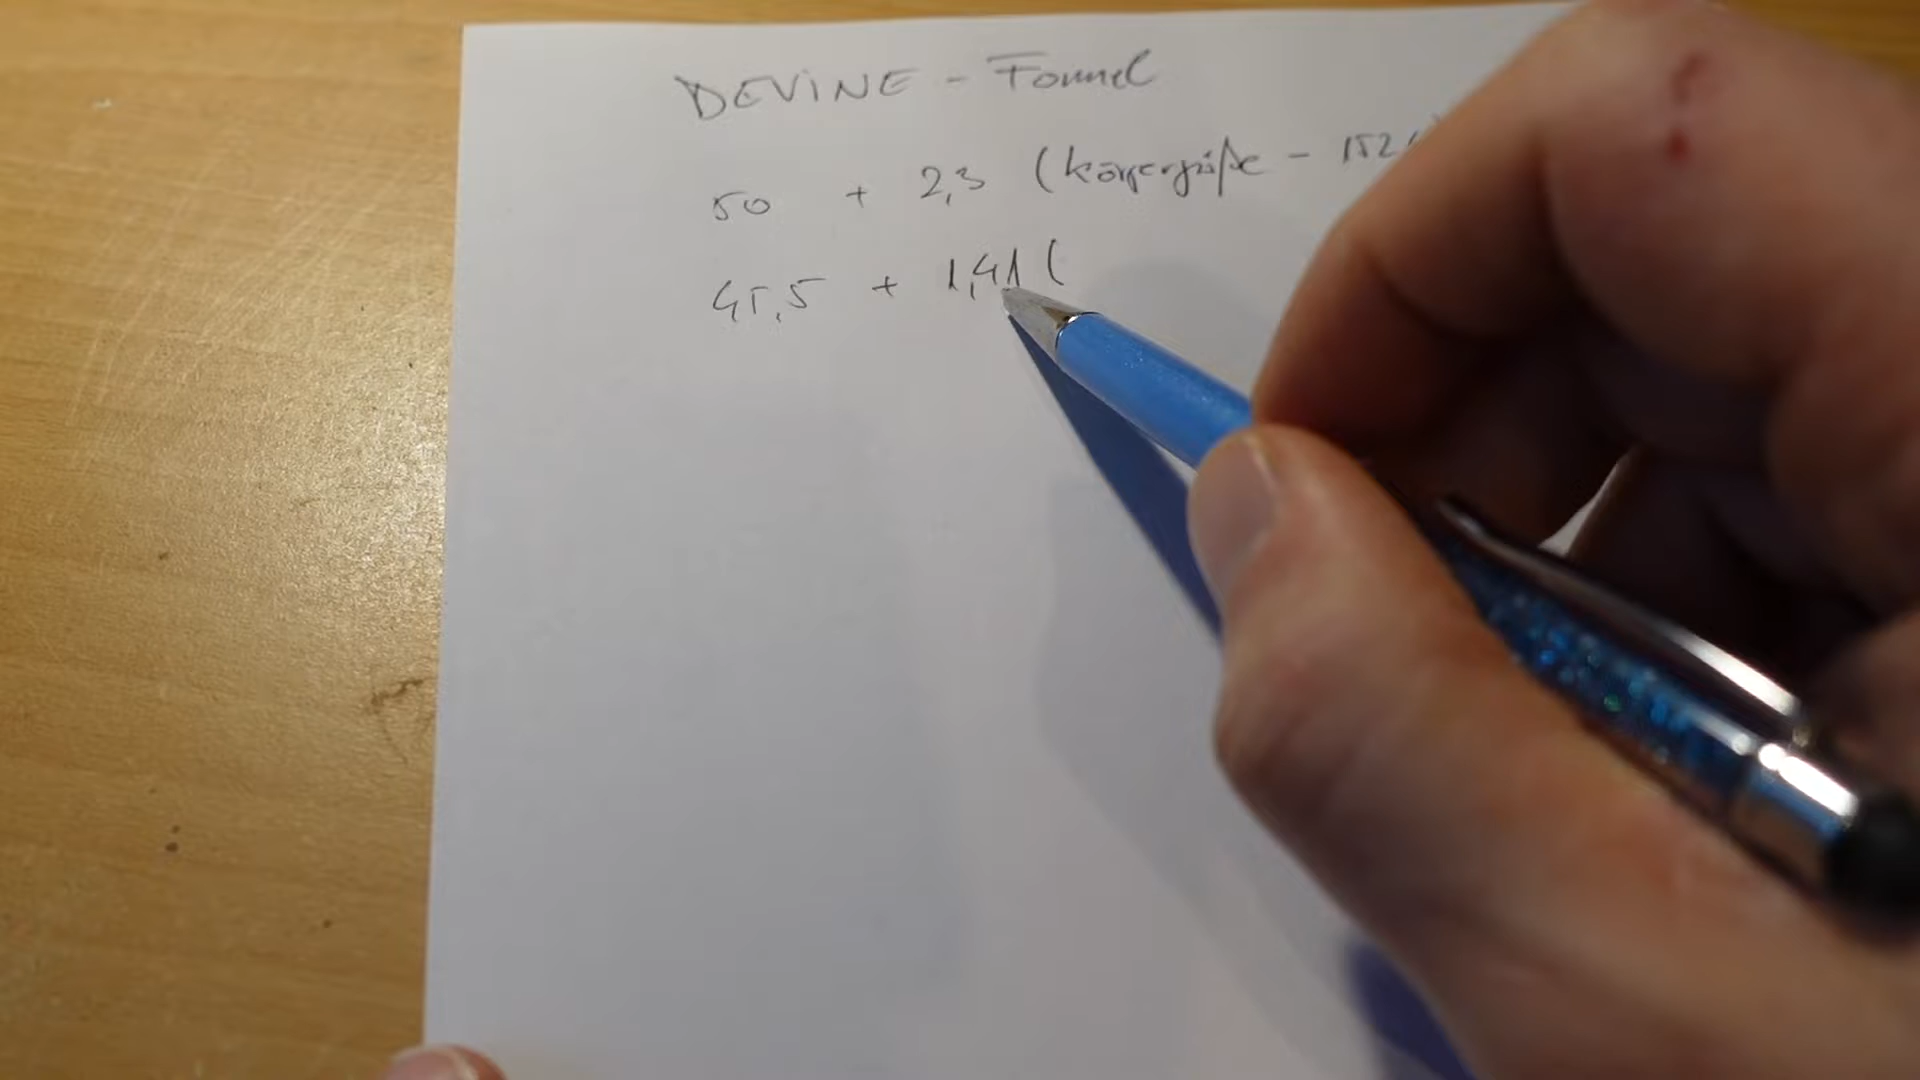 DEVINE - Formel
50 + 2,3 (körpergröße - 152
45,5 + 1,41 (